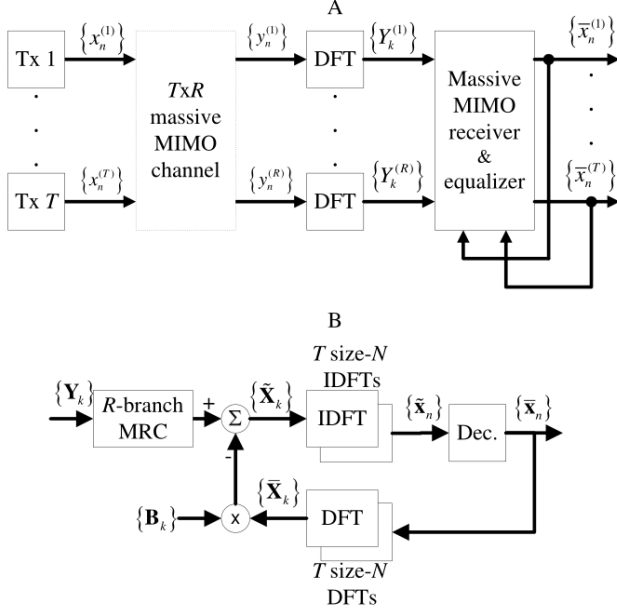 A
{x_n^(1)} {y_n^(1)} {Y_k^(1)} {x̄_n^(1)}
Tx 1 DFT
TxR
massive
MIMO
channel
Massive
MIMO
receiver
&
equalizer
{x_n^(T)} {y_n^(R)} {Y_k^(R)} {x̄_n^(T)}
Tx T DFT
B
T size-N
IDFTs
{Y_k} R-branch
MRC
+ Σ {X̃_k} IDFT {x̃_n} Dec. {x̄_n}
-
{B_k} x {X̄_k} DFT
T size-N
DFTs